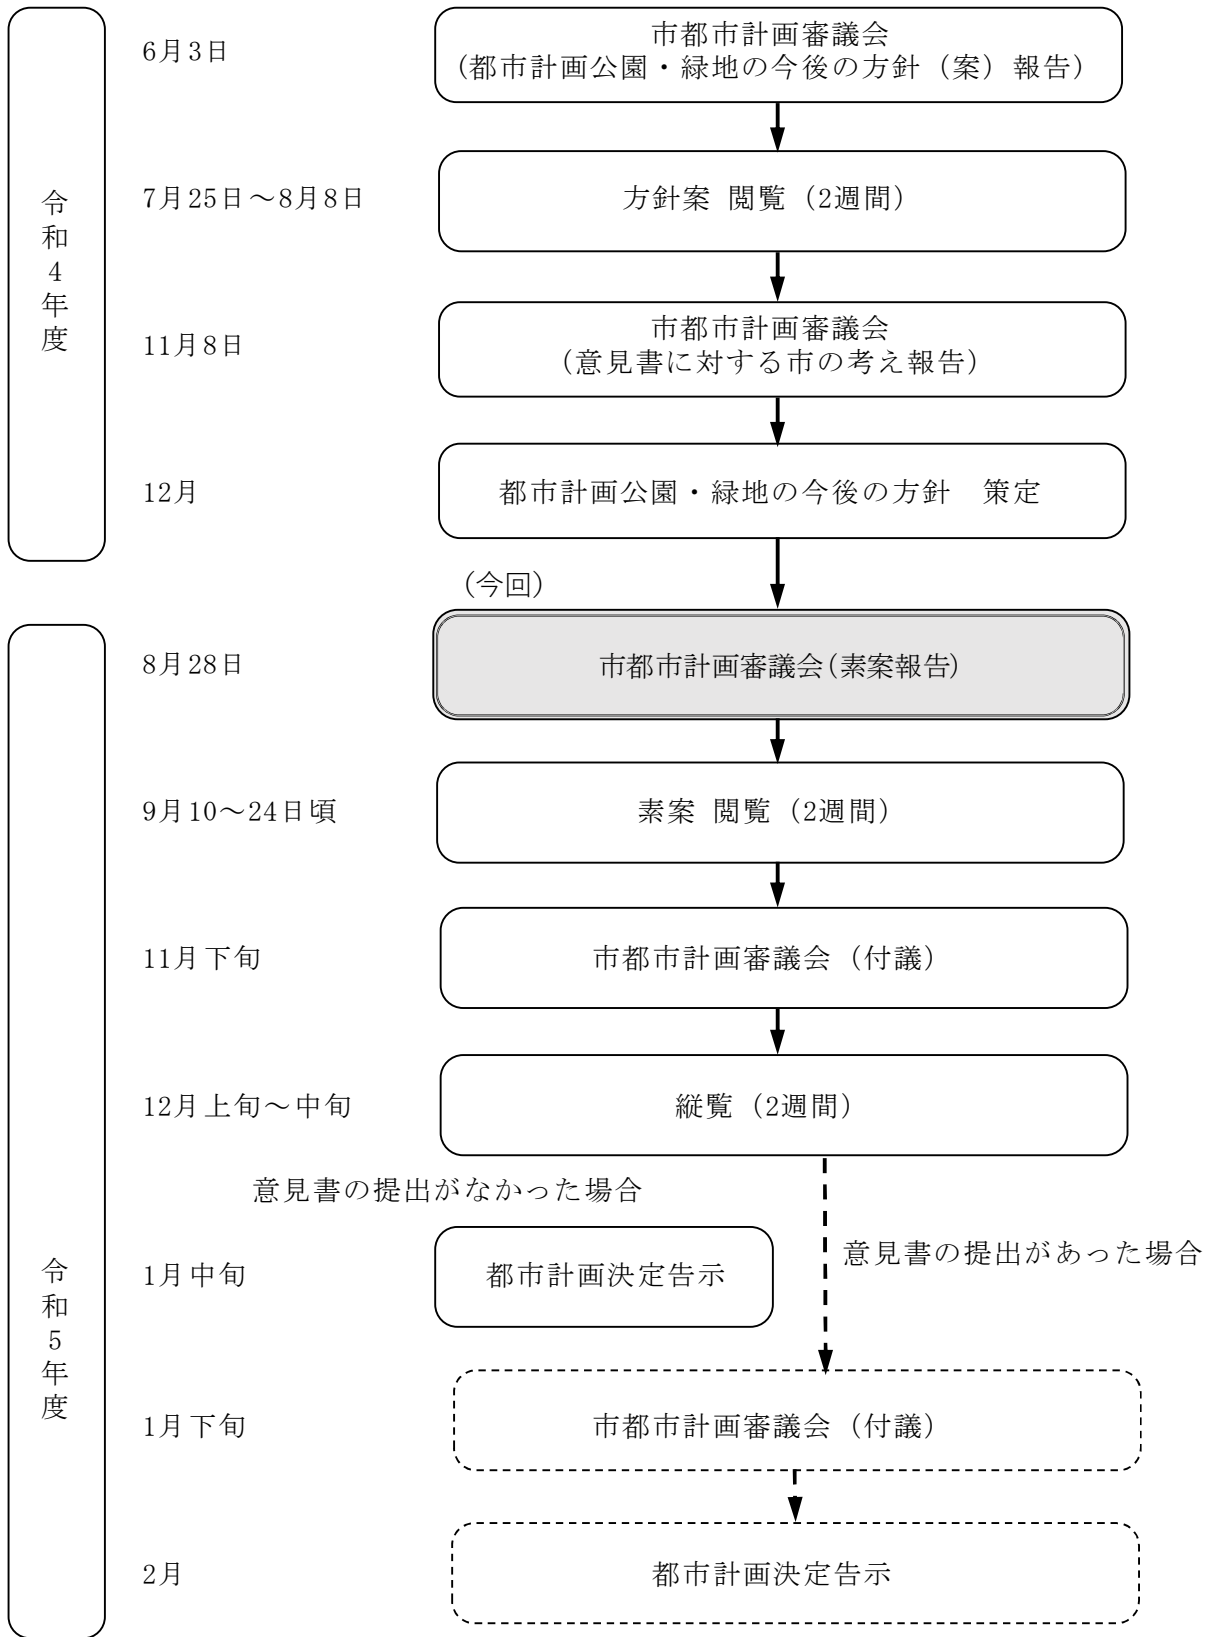 令和4年度
6月3日
市都市計画審議会
(都市計画公園・緑地の今後の方針（案）報告)
7月25日～8月8日
方針案 閲覧（2週間）
11月8日
市都市計画審議会
(意見書に対する市の考え報告)
12月
都市計画公園・緑地の今後の方針　策定
(今回)
令和5年度
8月28日
市都市計画審議会(素案報告)
9月10～24日頃
素案 閲覧（2週間）
11月下旬
市都市計画審議会（付議）
12月上旬～中旬
縦覧（2週間）
意見書の提出がなかった場合
意見書の提出があった場合
1月中旬
都市計画決定告示
1月下旬
市都市計画審議会（付議）
2月
都市計画決定告示